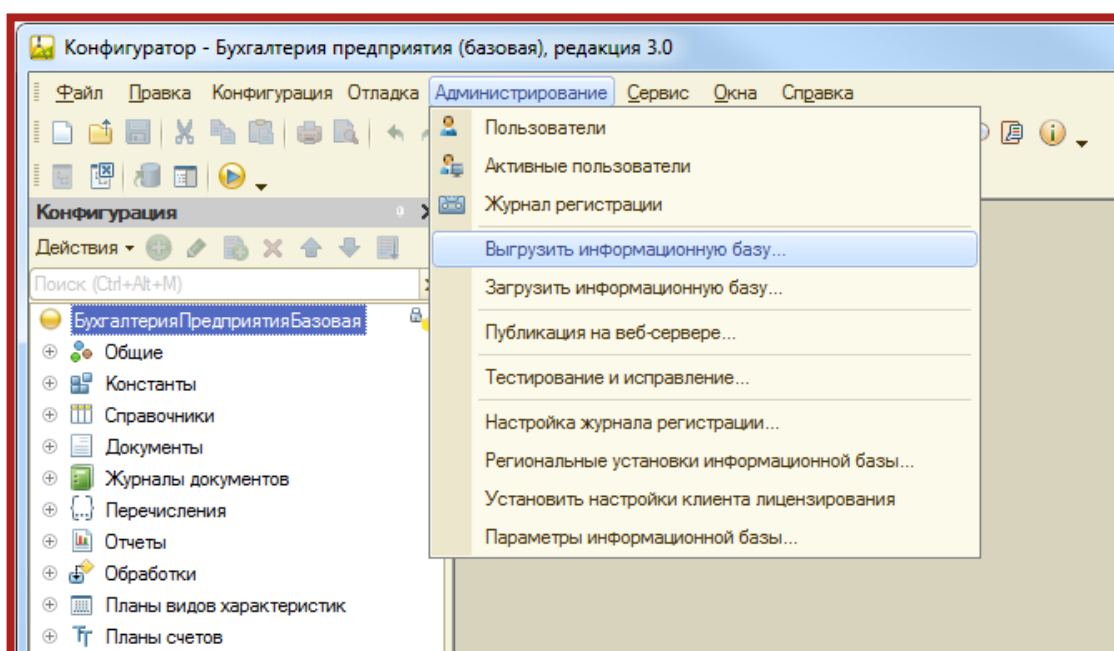 Конфигуратор - Бухгалтерия предприятия (базовая), редакция 3.0
Файл Правка Конфигурация Отладка Администрирование Сервис Окна Справка
Пользователи
Активные пользователи
Журнал регистрации
Выгрузить информационную базу...
Загрузить информационную базу...
Публикация на веб-сервере...
Тестирование и исправление...
Настройка журнала регистрации...
Региональные установки информационной базы...
Установить настройки клиента лицензирования
Параметры информационной базы...
Конфигурация
Действия
Поиск (Ctrl+Alt+M)
БухгалтерияПредприятияБазовая
Общие
Константы
Справочники
Документы
Журналы документов
Перечисления
Отчеты
Обработки
Планы видов характеристик
Планы счетов